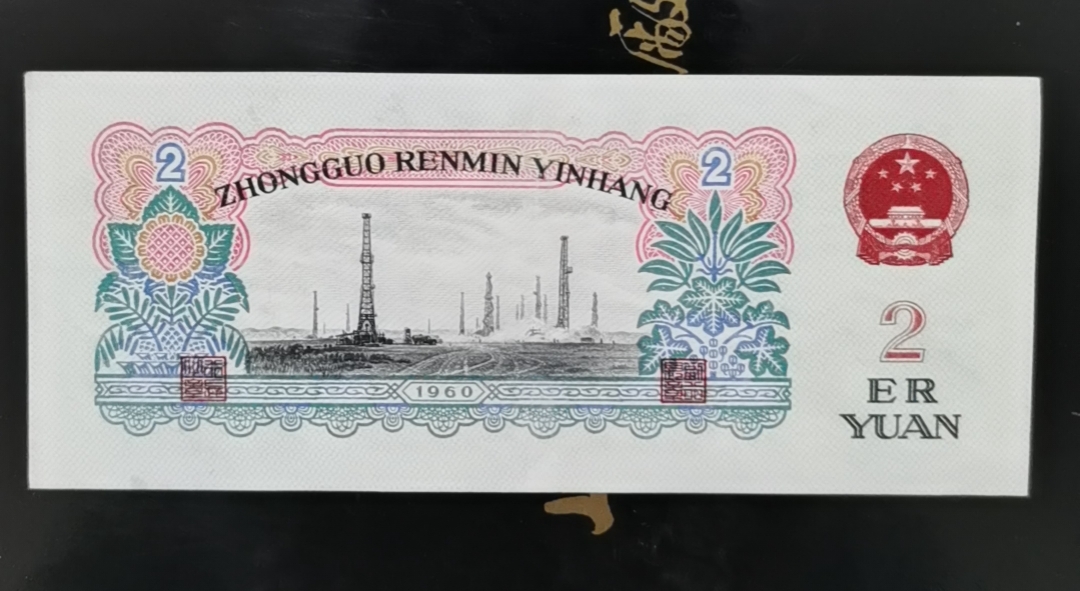 2
2
ZHONGGUO RENMIN YINHANG
1960
2
ER
YUAN